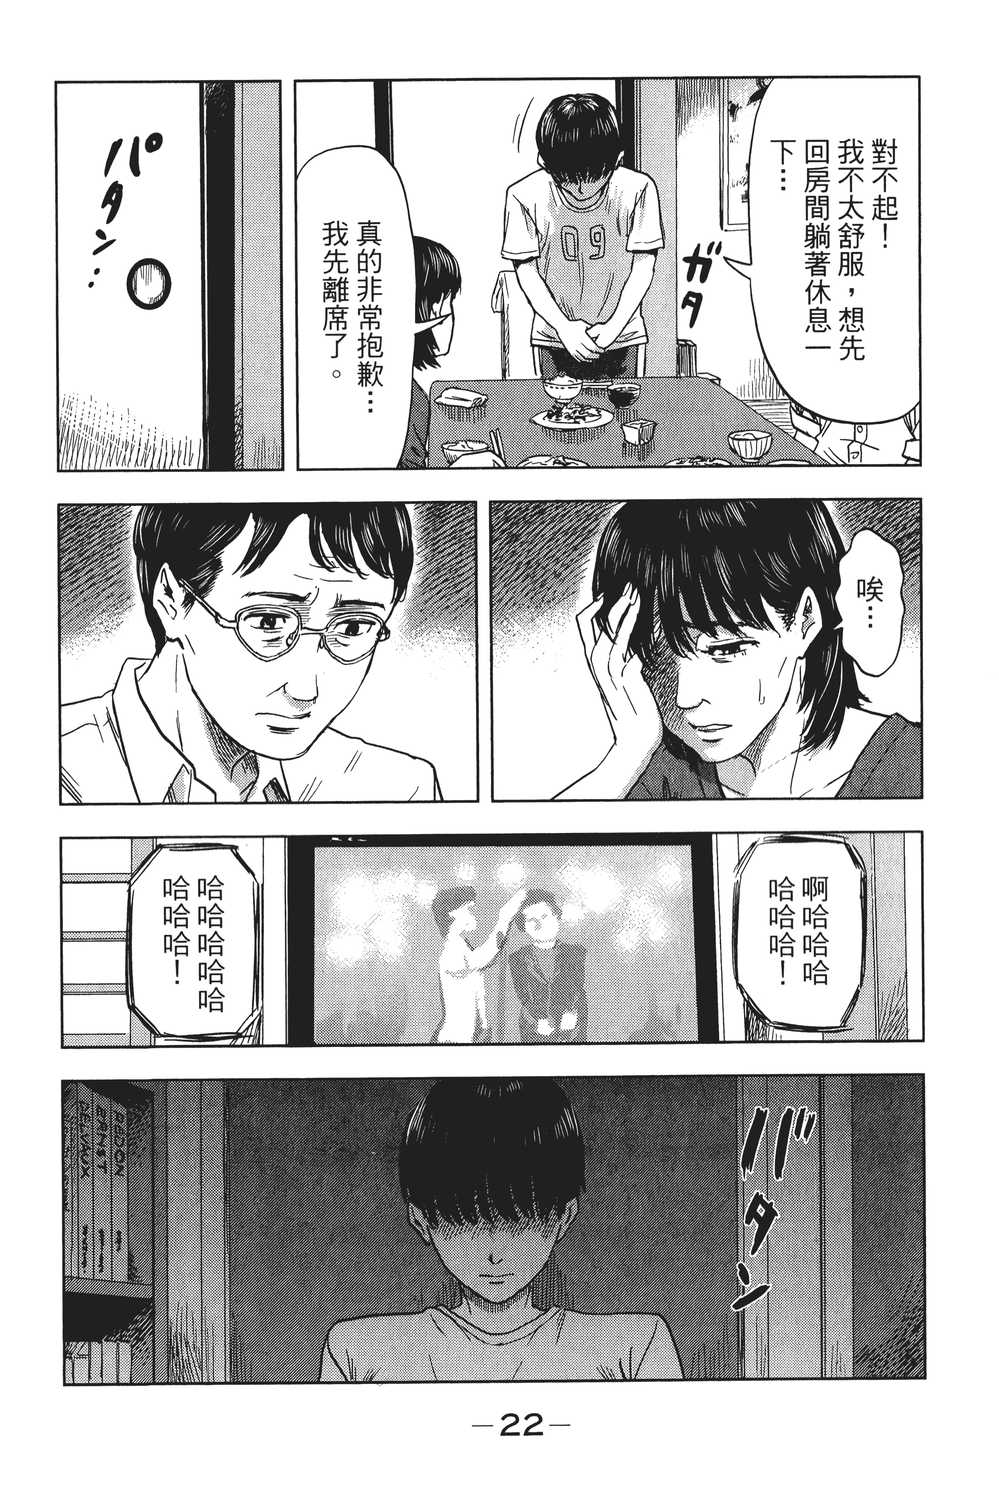 對不起！
我不太舒服，想先
回房間躺著休息一
下…
ガタ
真的非常抱歉…
我先離席了。
パタン…
唉…
啊哈哈哈
哈哈哈！
哈哈哈哈哈
哈哈哈！
バタン
REDON
ERNST
DELVAUX
—22—